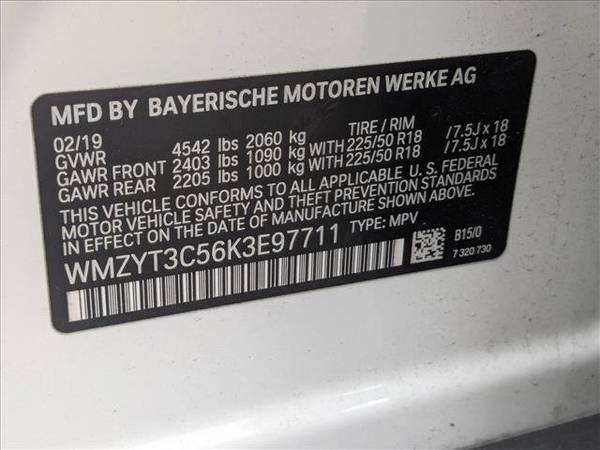 MFD BY BAYERISCHE MOTOREN WERKE AG
02/19 TIRE / RIM
GVWR 4542 lbs 2060 kg
GAWR FRONT 2403 lbs 1090 kg WITH 225/50 R18 /7.5J x 18
GAWR REAR 2205 lbs 1000 kg WITH 225/50 R18 /7.5J x 18
THIS VEHICLE CONFORMS TO ALL APPLICABLE U. S. FEDERAL
MOTOR VEHICLE SAFETY AND THEFT PREVENTION STANDARDS
IN EFFECT ON THE DATE OF MANUFACTURE SHOWN ABOVE.
WMZYT3C56K3E97711 TYPE: MPV
B15/0
7 320 730